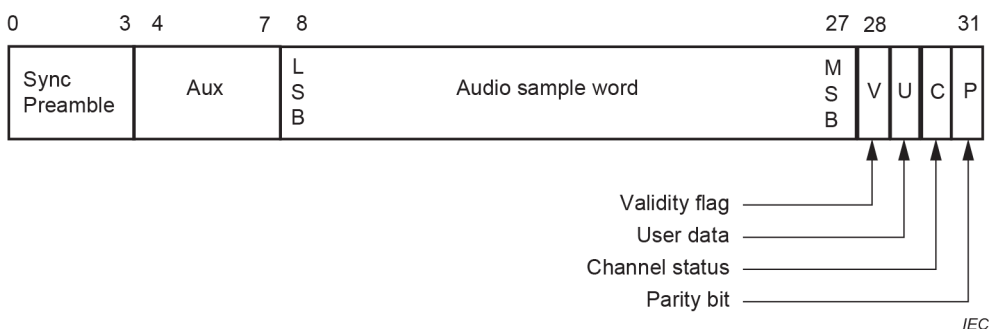 0 3 4 7 8 27 28 31
Sync
Preamble
Aux
L
S
B
Audio sample word
M
S
B
V U C P
Validity flag
User data
Channel status
Parity bit
IEC